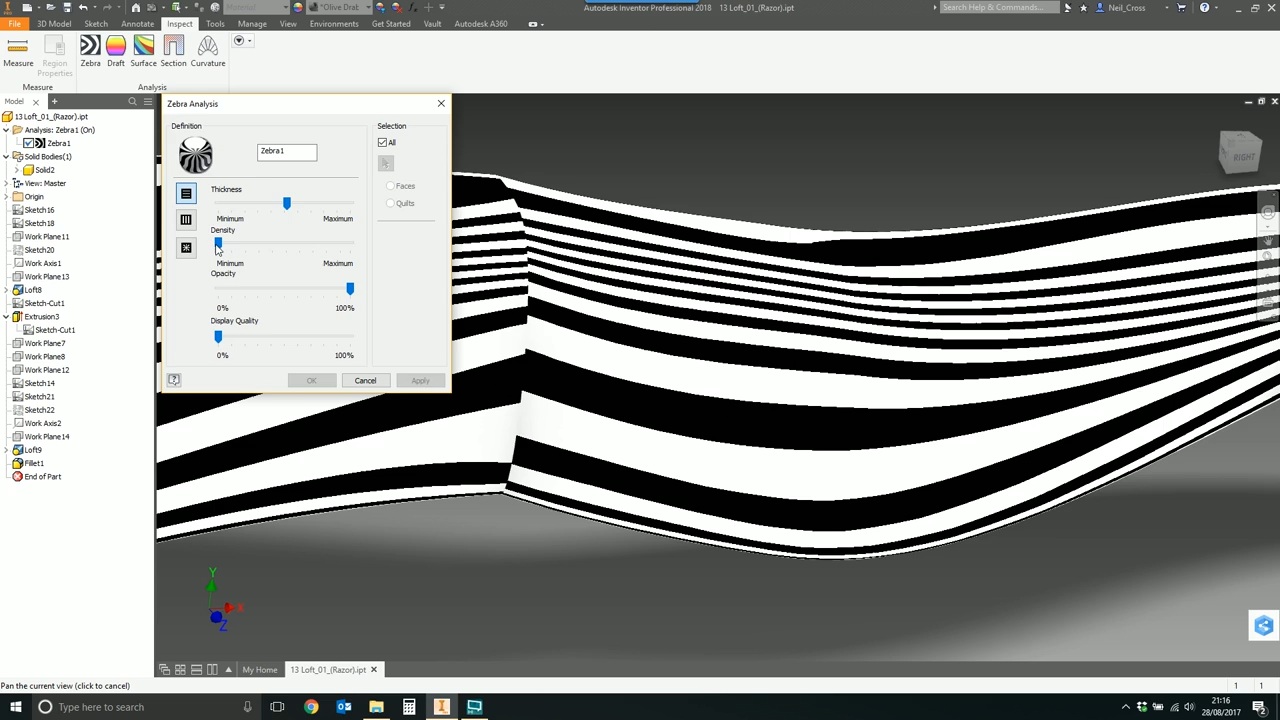 Material
*Olive Drab
Autodesk Inventor Professional 2018 13 Loft_01_(Razor).ipt
Search Help & Commands...
Neil_Cross
File 3D Model Sketch Annotate Inspect Tools Manage View Environments Get Started Vault Autodesk A360
Measure
Region
Properties
Zebra
Draft
Surface
Section
Curvature
Measure
Analysis
Model
13 Loft_01_(Razor).ipt
Analysis: Zebra1 (On)
Zebra1
Solid Bodies(1)
Solid2
View: Master
Origin
Sketch16
Sketch18
Work Plane11
Sketch20
Work Axis1
Work Plane13
Loft8
Sketch-Cut1
Extrusion3
Sketch-Cut1
Work Plane7
Work Plane8
Work Plane12
Sketch14
Sketch21
Sketch22
Work Axis2
Work Plane14
Loft9
Fillet1
End of Part
Zebra Analysis
Definition
Zebra1
Thickness
Minimum Maximum
Density
Minimum Maximum
Opacity
0% 100%
Display Quality
0% 100%
Selection
All
Faces
Quilts
OK
Cancel
Apply
RIGHT
Y
X
Z
My Home
13 Loft_01_(Razor).ipt
Pan the current view (click to cancel)
1 1
Type here to search
21:16
28/08/2017
2